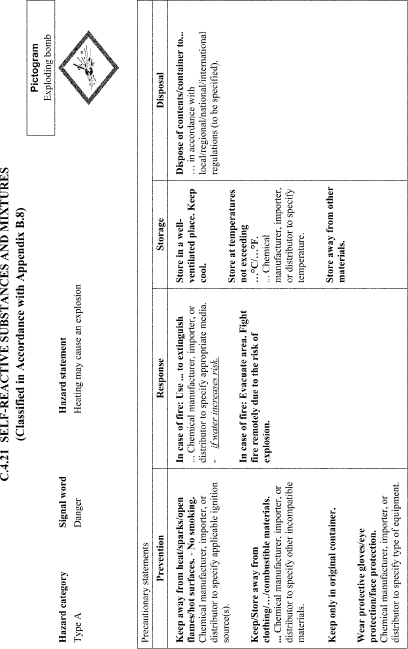 C.4.21 SELF-REACTIVE SUBSTANCES AND MIXTURES
(Classified in Accordance with Appendix B.8)
Pictogram
Exploding bomb
Hazard category
Signal word
Hazard statement
Type A
Danger
Heating may cause an explosion
Precautionary statements
Prevention
Response
Storage
Disposal
Keep away from heat/sparks/open
flames/hot surfaces. - No smoking.
Chemical manufacturer, importer, or
distributor to specify applicable ignition
source(s).
Keep/Store away from
clothing/…/combustible materials.
... Chemical manufacturer, importer, or
distributor to specify other incompatible
materials.
Keep only in original container.
Wear protective gloves/eye
protection/face protection.
Chemical manufacturer, importer, or
distributor to specify type of equipment.
In case of fire: Use ... to extinguish
... Chemical manufacturer, importer, or
distributor to specify appropriate media.
- if water increases risk.
In case of fire: Evacuate area. Fight
fire remotely due to the risk of
explosion.
Store in a well-
ventilated place. Keep
cool.
Store at temperatures
not exceeding
…°C/…°F.
... Chemical
manufacturer, importer,
or distributor to specify
temperature.
Store away from other
materials.
Dispose of contents/container to...
… in accordance with
local/regional/national/international
regulations (to be specified).